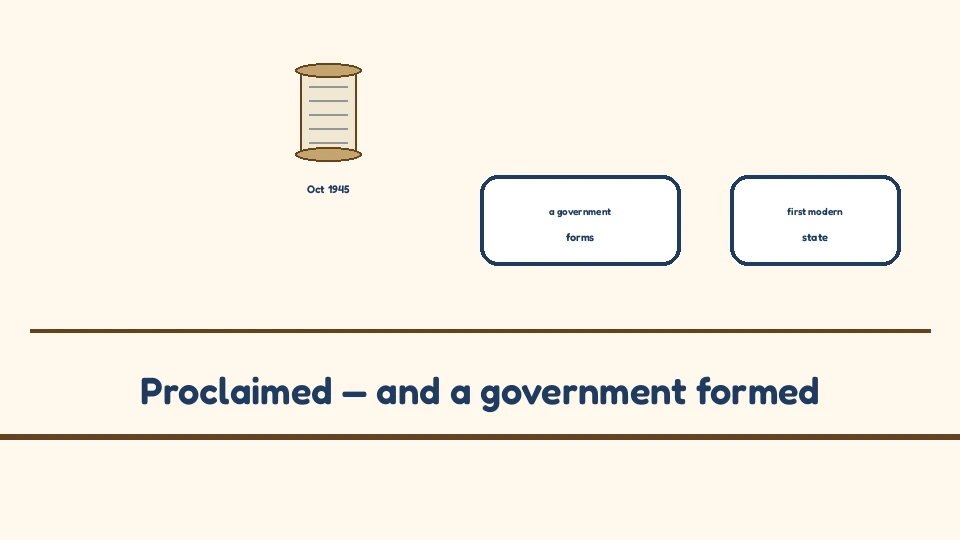 Oct 1945
a government
forms
first modern
state
Proclaimed — and a government formed